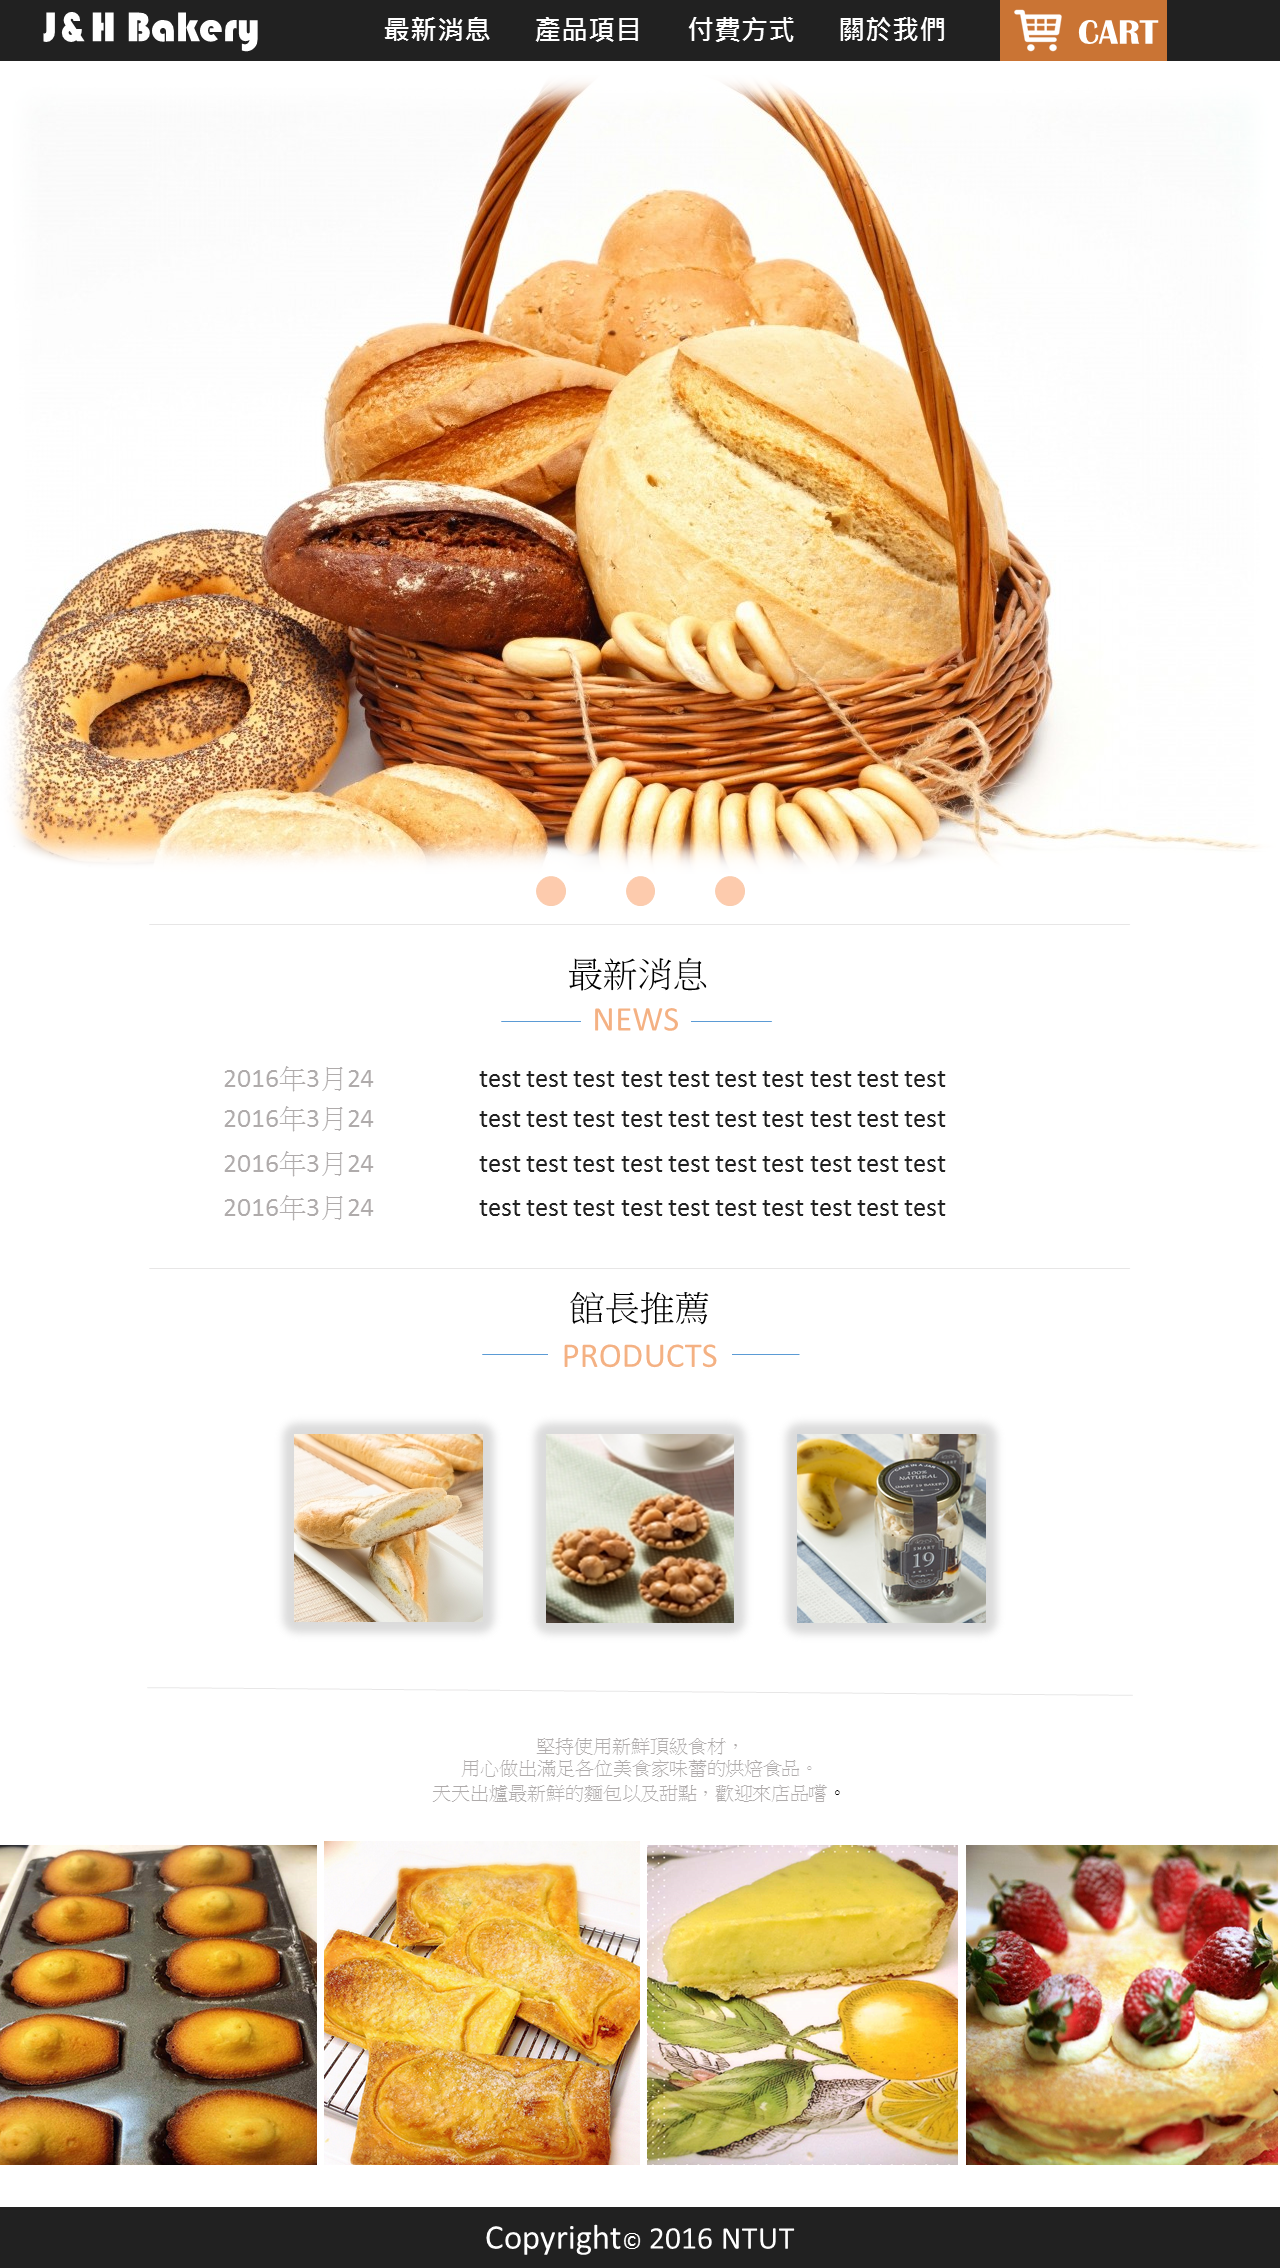 J&H Bakery 最新消息 產品項目 付費方式 關於我們 CART
最新消息
NEWS
2016年3月24 test test test test test test test test test test
2016年3月24 test test test test test test test test test test
2016年3月24 test test test test test test test test test test
2016年3月24 test test test test test test test test test test
館長推薦
PRODUCTS
CAKE IN A JAR
100%
NATURAL
SMART 19 BAKERY
SMART
19
堅持使用新鮮頂級食材，
用心做出滿足各位美食家味蕾的烘焙食品。
天天出爐最新鮮的麵包以及甜點，歡迎來店品嚐。
Copyright© 2016 NTUT